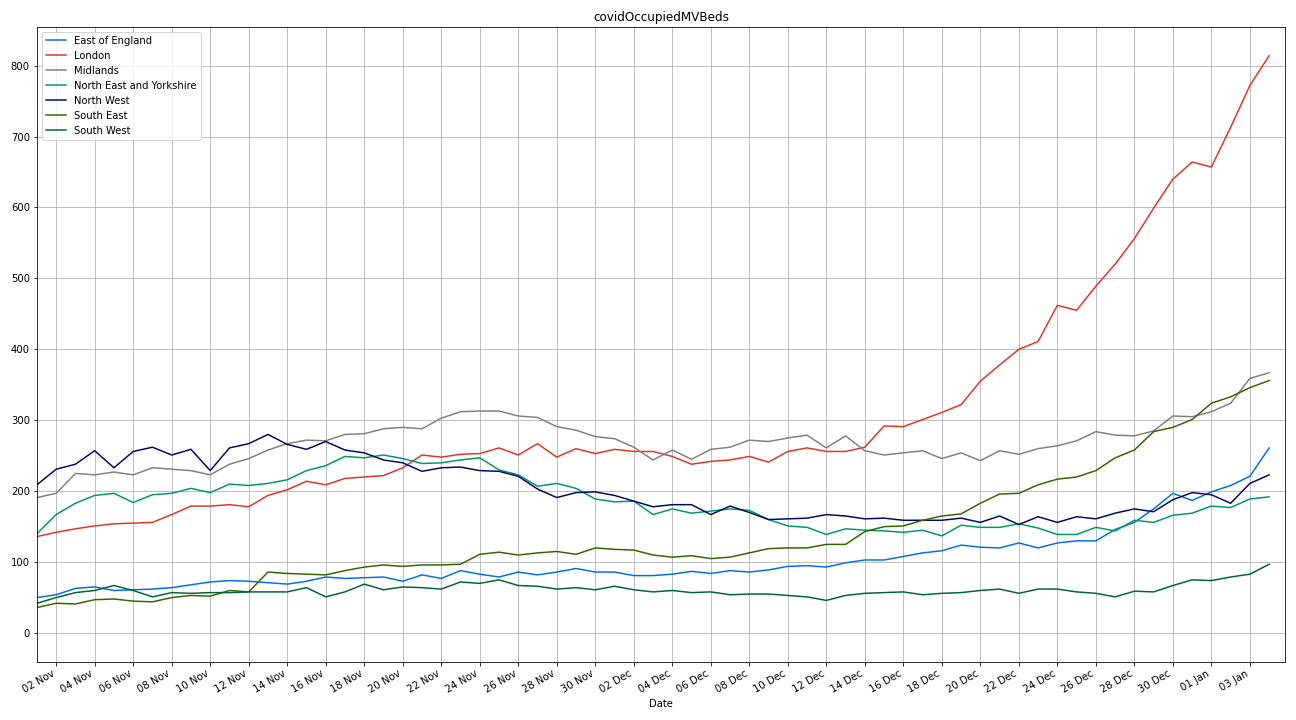 covidOccupiedMVBeds
East of England
London
Midlands
North East and Yorkshire
North West
South East
South West
800
700
600
500
400
300
200
100
0
02 Nov
04 Nov
06 Nov
08 Nov
10 Nov
12 Nov
14 Nov
16 Nov
18 Nov
20 Nov
22 Nov
24 Nov
26 Nov
28 Nov
30 Nov
02 Dec
04 Dec
06 Dec
08 Dec
10 Dec
12 Dec
14 Dec
16 Dec
18 Dec
20 Dec
22 Dec
24 Dec
26 Dec
28 Dec
30 Dec
01 Jan
03 Jan
Date